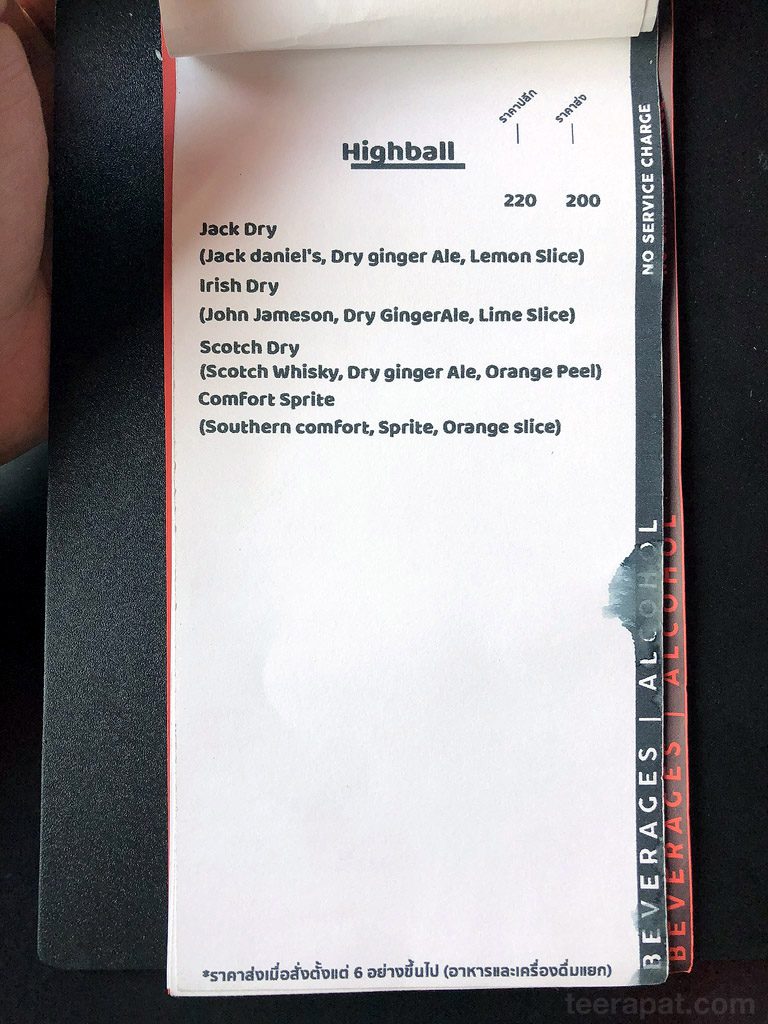 ราคาปลีก ราคาส่ง
Highball
220 200
Jack Dry
(Jack daniel's, Dry ginger Ale, Lemon Slice)
Irish Dry
(John Jameson, Dry GingerAle, Lime Slice)
Scotch Dry
(Scotch Whisky, Dry ginger Ale, Orange Peel)
Comfort Sprite
(Southern comfort, Sprite, Orange slice)
*ราคาส่งเมื่อสั่งตั้งแต่ 6 อย่างขึ้นไป (อาหารและเครื่องดื่มแยก)
NO SERVICE CHARGE
BEVERAGES | ALCOHOL
BEVERAGES | ALCOHOL
teerapat.com